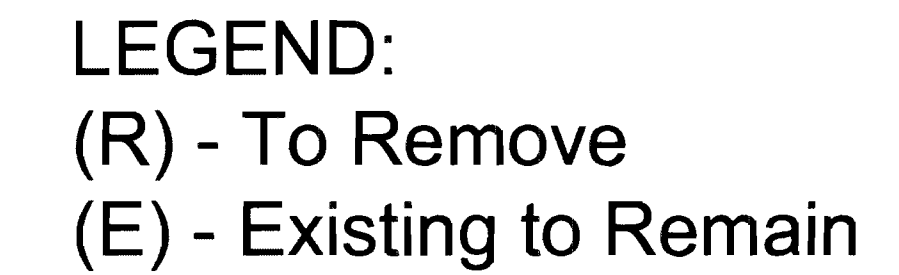 LEGEND:
(R) - To Remove
(E) - Existing to Remain